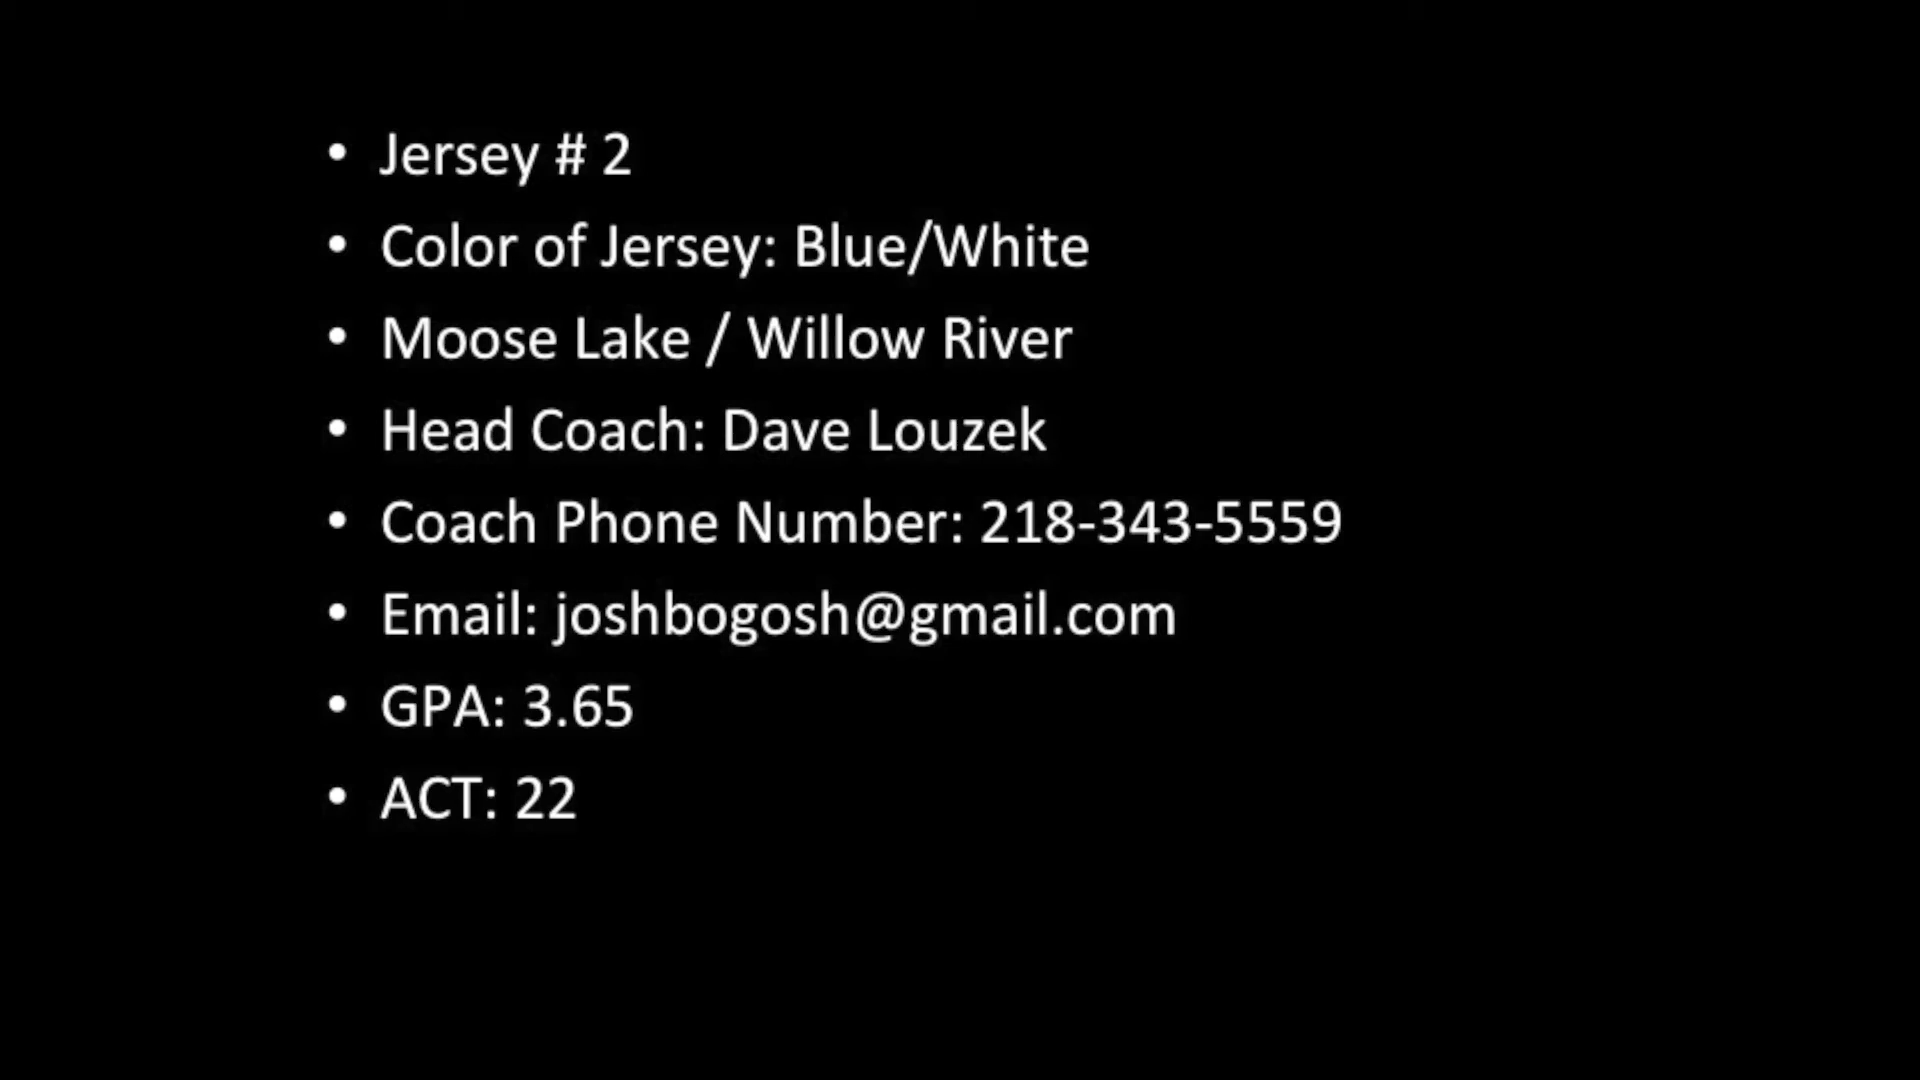 • Jersey # 2
• Color of Jersey: Blue/White
• Moose Lake / Willow River
• Head Coach: Dave Louzek
• Coach Phone Number: 218-343-5559
• Email: joshbogosh@gmail.com
• GPA: 3.65
• ACT: 22